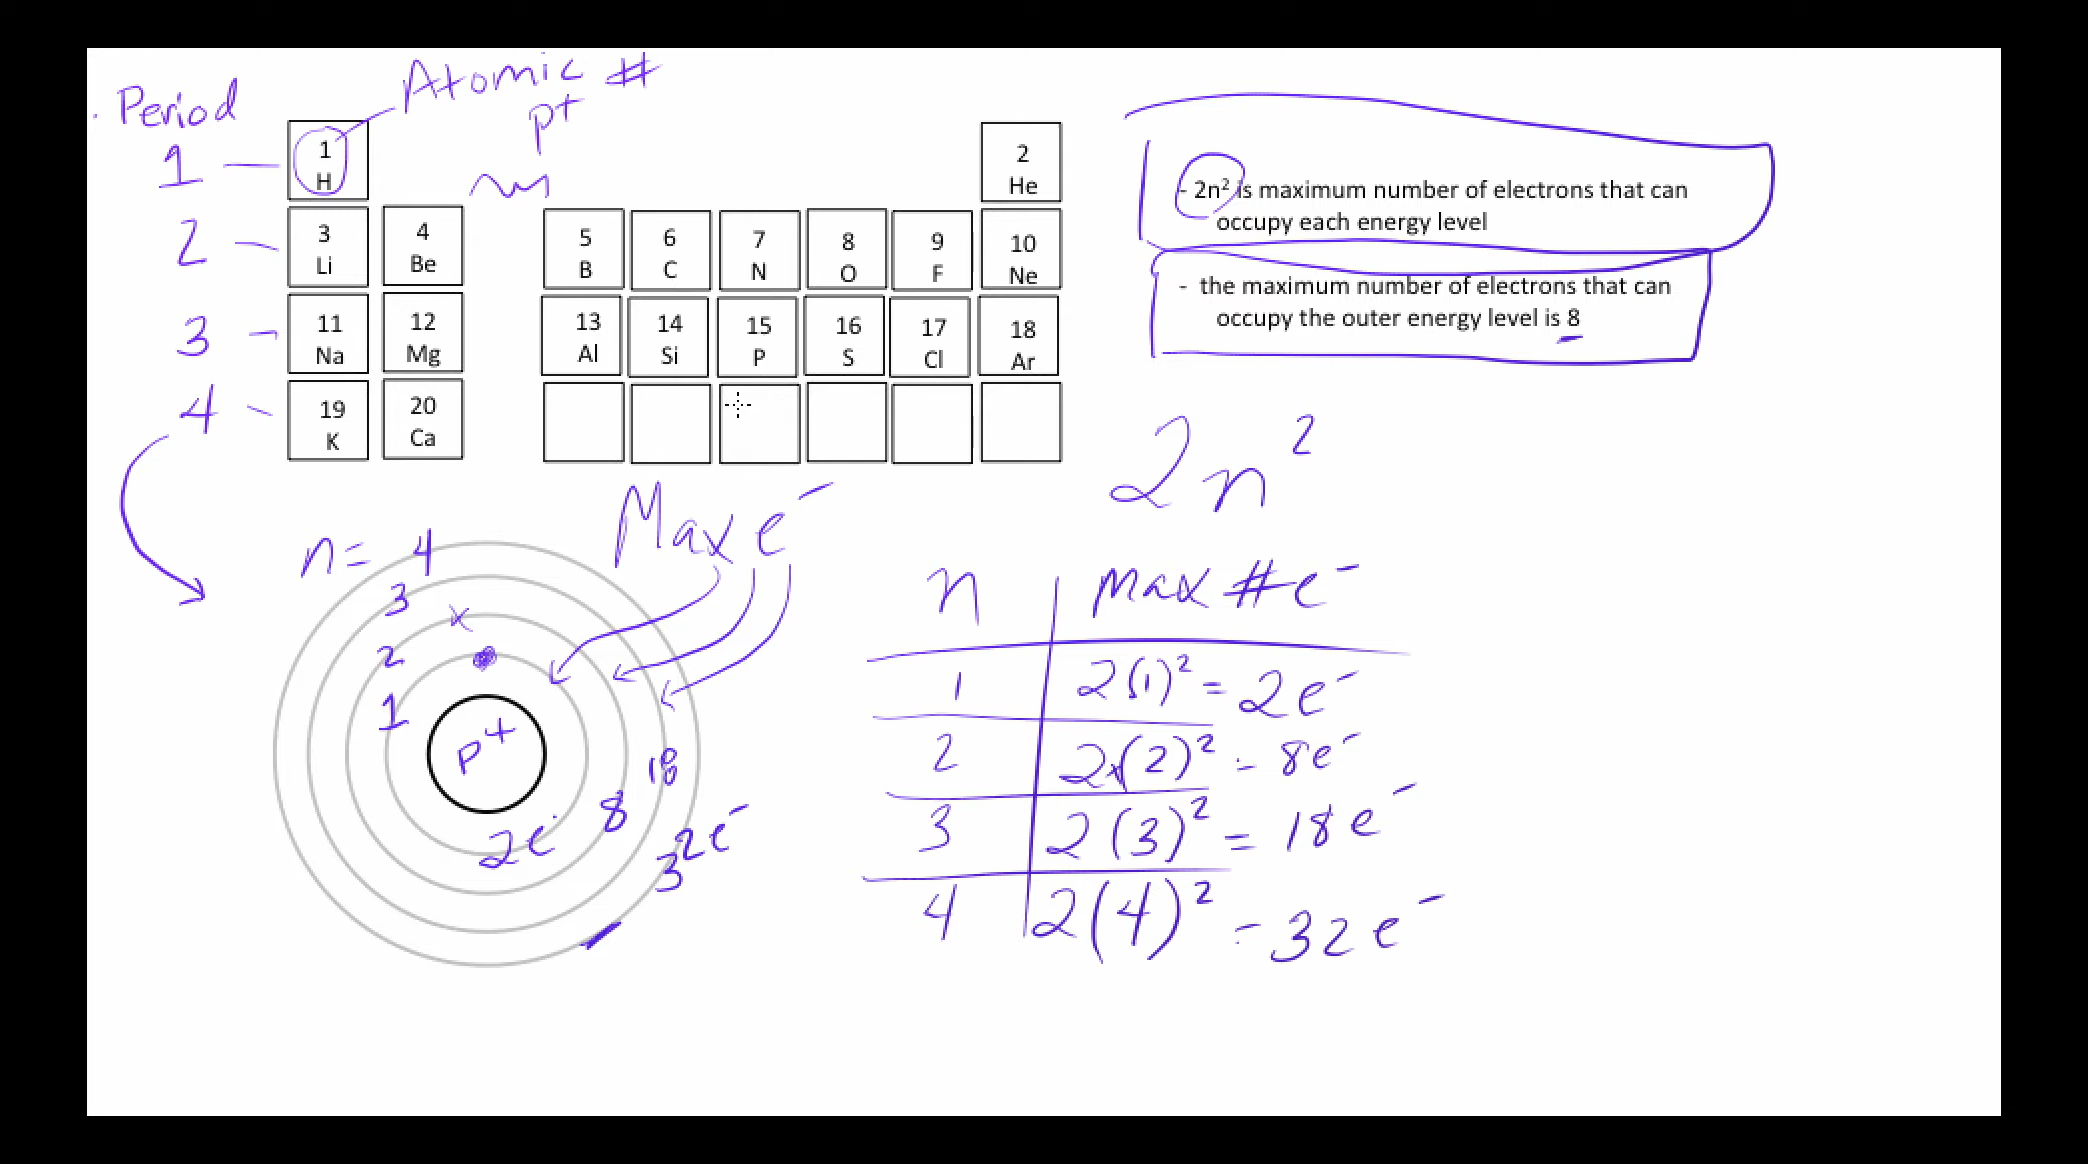 Atomic #
Period
p+
1
2
3
4
1
H
2
He
3
Li
4
Be
5
B
6
C
7
N
8
O
9
F
10
Ne
11
Na
12
Mg
13
Al
14
Si
15
P
16
S
17
Cl
18
Ar
19
K
20
Ca
- 2n² is maximum number of electrons that can
occupy each energy level
- the maximum number of electrons that can
occupy the outer energy level is 8
2n²
Max e⁻
n = 4
3
2
1
p+
2e⁻
8
18
32e⁻
n max #e⁻
1 2(1)² = 2e⁻
2 2x(2)² = 8e⁻
3 2(3)² = 18e⁻
4 2(4)² = 32e⁻